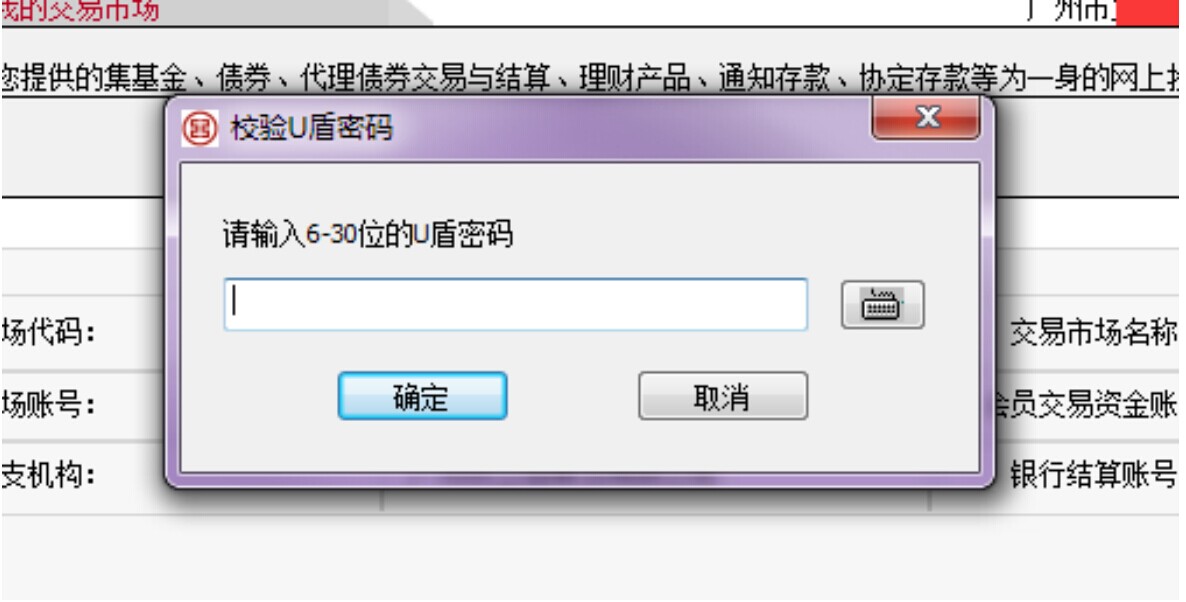 我的交易市场
广州市
您提供的集基金、债券、代理债券交易与结算、理财产品、通知存款、协定存款等为一身的网上投
校验U盾密码
请输入6-30位的U盾密码
场代码： 交易市场名称
确定 取消
场账号： 会员交易资金账
支机构： 银行结算账号